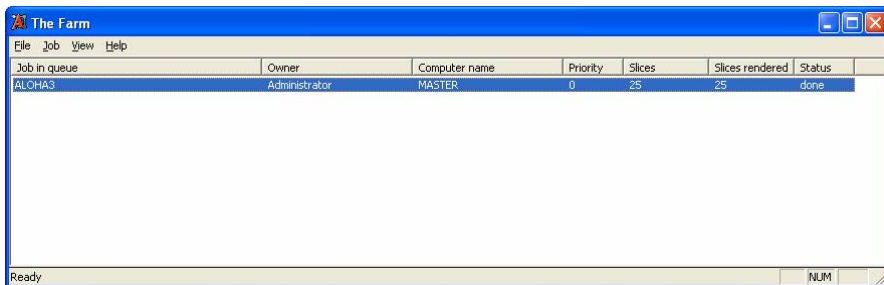 The Farm
File Job View Help
Job in queue Owner Computer name Priority Slices Slices rendered Status
ALOHA3 Administrator MASTER 0 25 25 done
Ready NUM